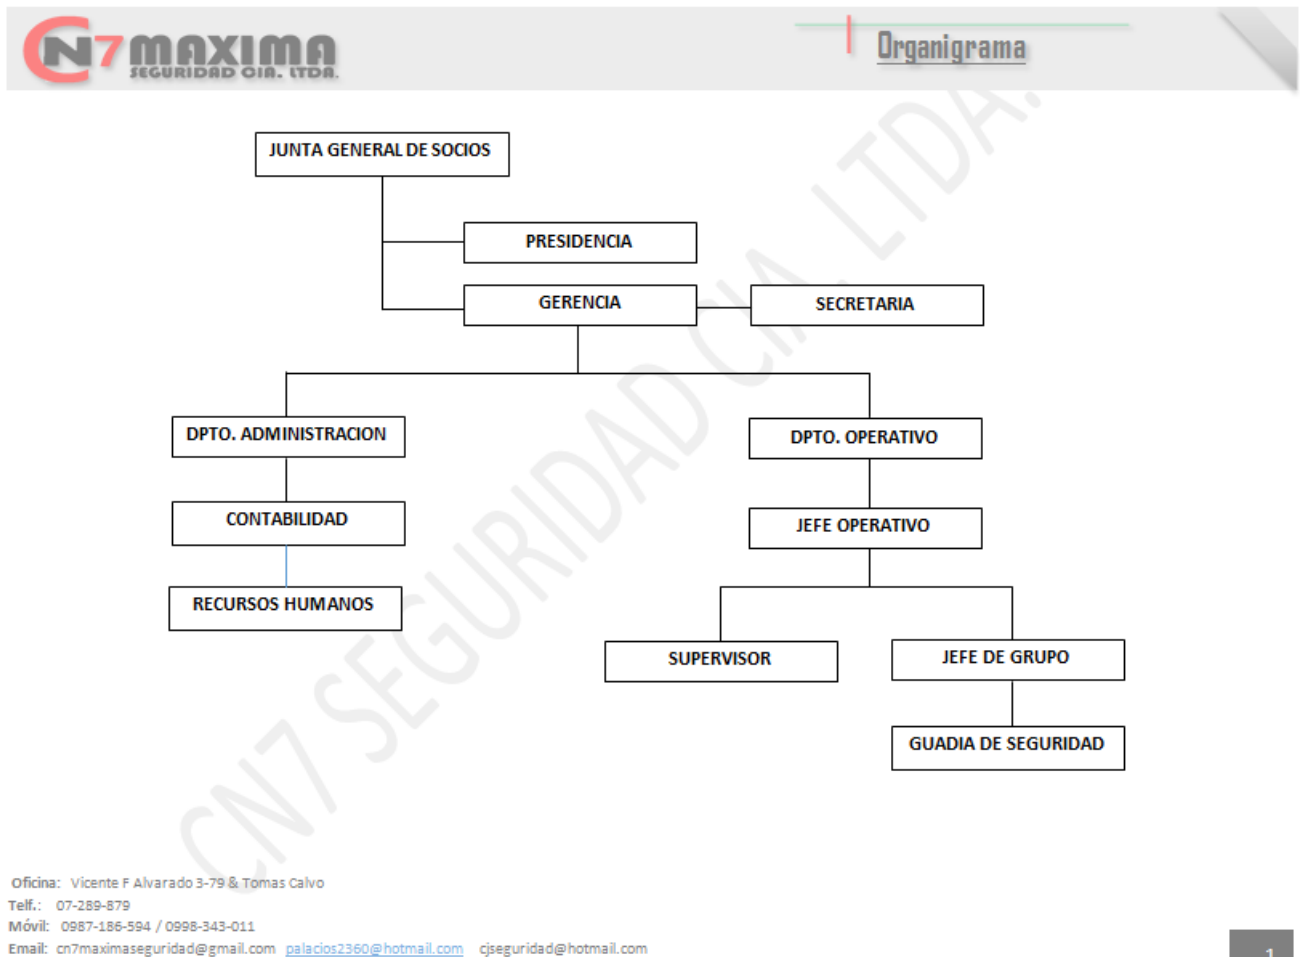 CN7 MAXIMA
SEGURIDAD CIA. LTDA.
Organigrama
JUNTA GENERAL DE SOCIOS
PRESIDENCIA
GERENCIA
SECRETARIA
DPTO. ADMINISTRACION
DPTO. OPERATIVO
CONTABILIDAD
JEFE OPERATIVO
RECURSOS HUMANOS
SUPERVISOR
JEFE DE GRUPO
GUADIA DE SEGURIDAD
CN7 SEGURIDAD CIA. LTDA.
Oficina: Vicente F Alvarado 3-79 & Tomas Calvo
Telf.: 07-289-879
Móvil: 0987-186-594 / 0998-343-011
Email: cn7maximaseguridad@gmail.com palacios2360@hotmail.com cjseguridad@hotmail.com
1